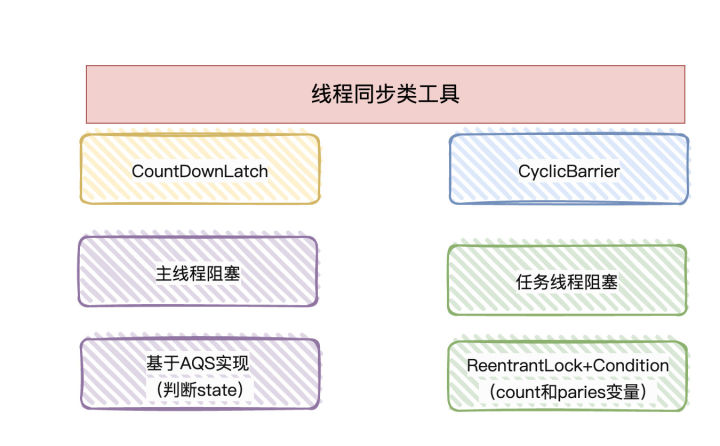 线程同步类工具
CountDownLatch
CyclicBarrier
主线程阻塞
任务线程阻塞
基于AQS实现
（判断state）
ReentrantLock+Condition
（count和paries变量）